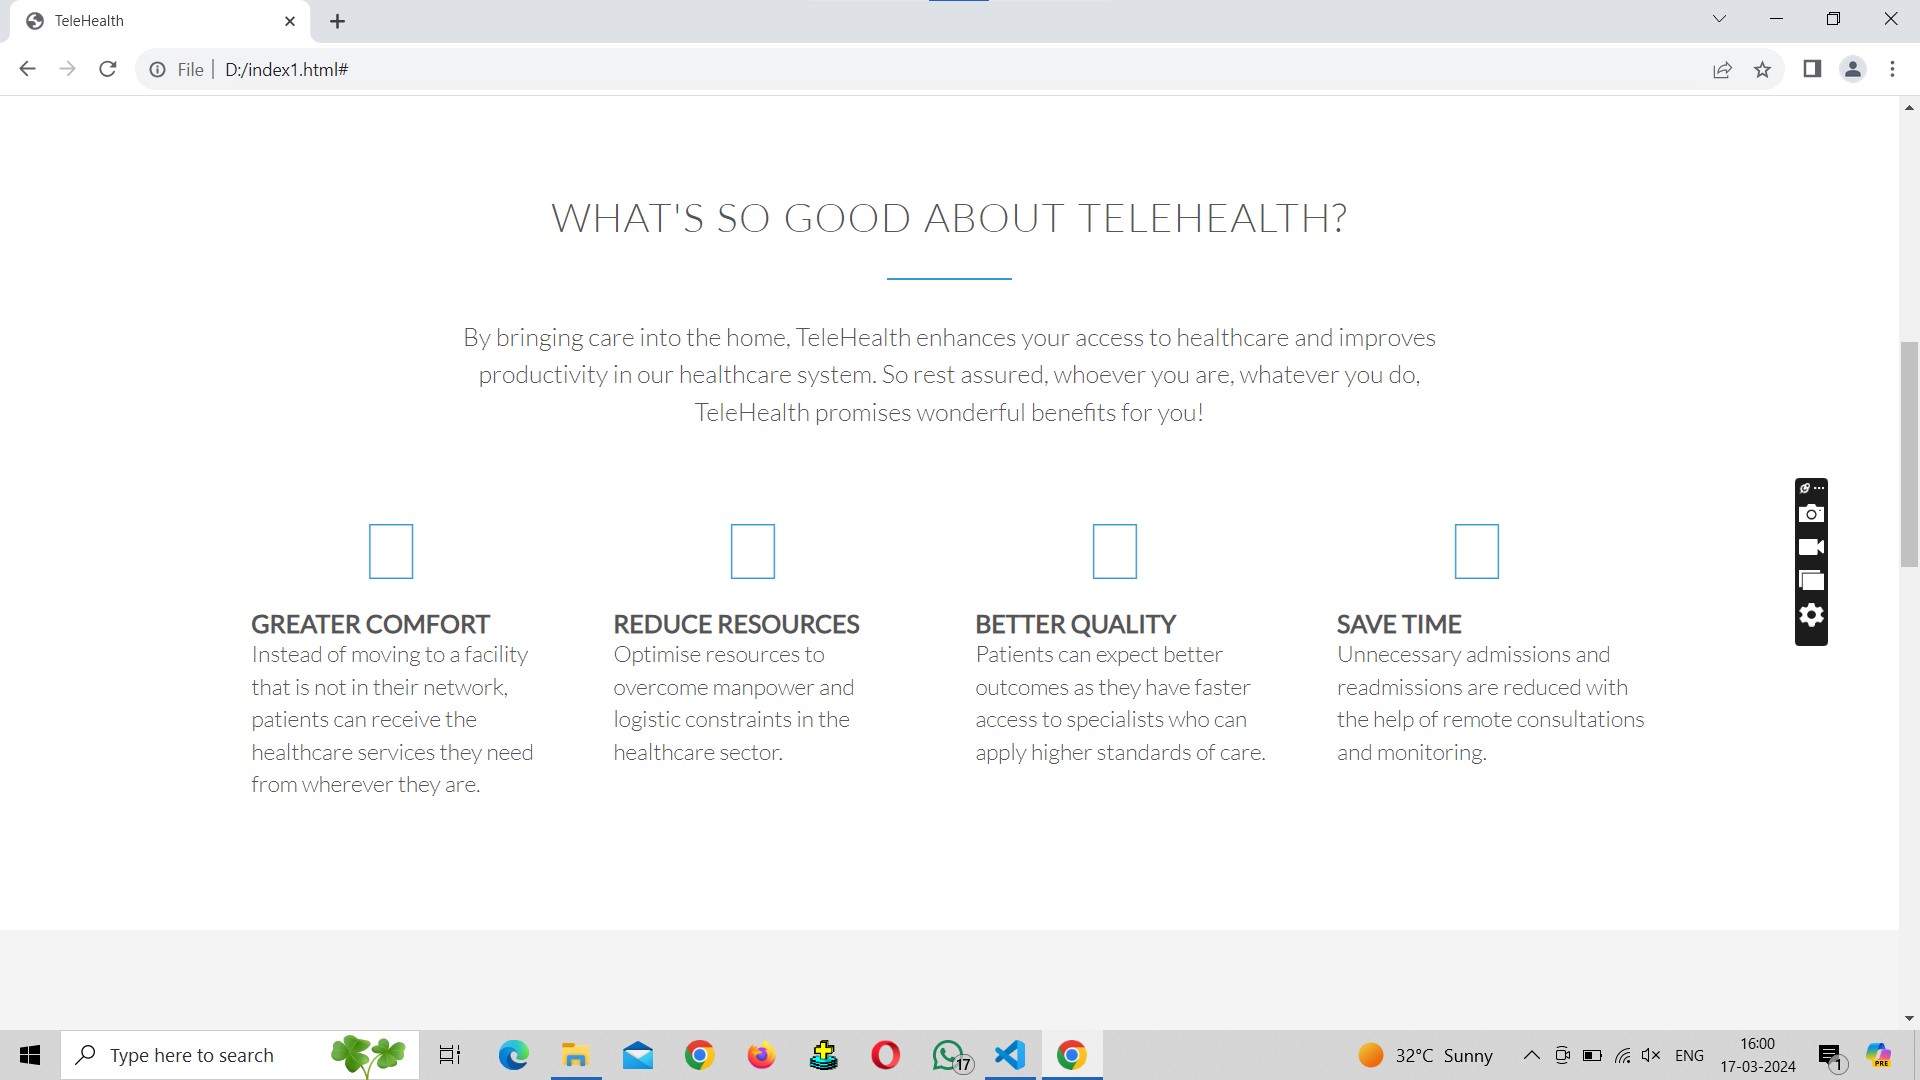 TeleHealth
File
D:/index1.html#
WHAT'S SO GOOD ABOUT TELEHEALTH?
By bringing care into the home, TeleHealth enhances your access to healthcare and improves
productivity in our healthcare system. So rest assured, whoever you are, whatever you do,
TeleHealth promises wonderful benefits for you!
GREATER COMFORT
Instead of moving to a facility
that is not in their network,
patients can receive the
healthcare services they need
from wherever they are.
REDUCE RESOURCES
Optimise resources to
overcome manpower and
logistic constraints in the
healthcare sector.
BETTER QUALITY
Patients can expect better
outcomes as they have faster
access to specialists who can
apply higher standards of care.
SAVE TIME
Unnecessary admissions and
readmissions are reduced with
the help of remote consultations
and monitoring.
Type here to search
17
32°C Sunny
ENG
16:00
17-03-2024
1
PRE